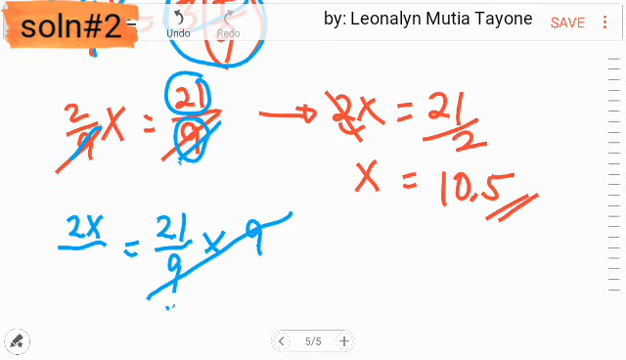 by: Leonalyn Mutia Tayone
soln#2
Undo
Redo
SAVE
2/9 X = 21/9 → 2X = 21/2
X = 10.5
2X = 21/9 x 9
5/5